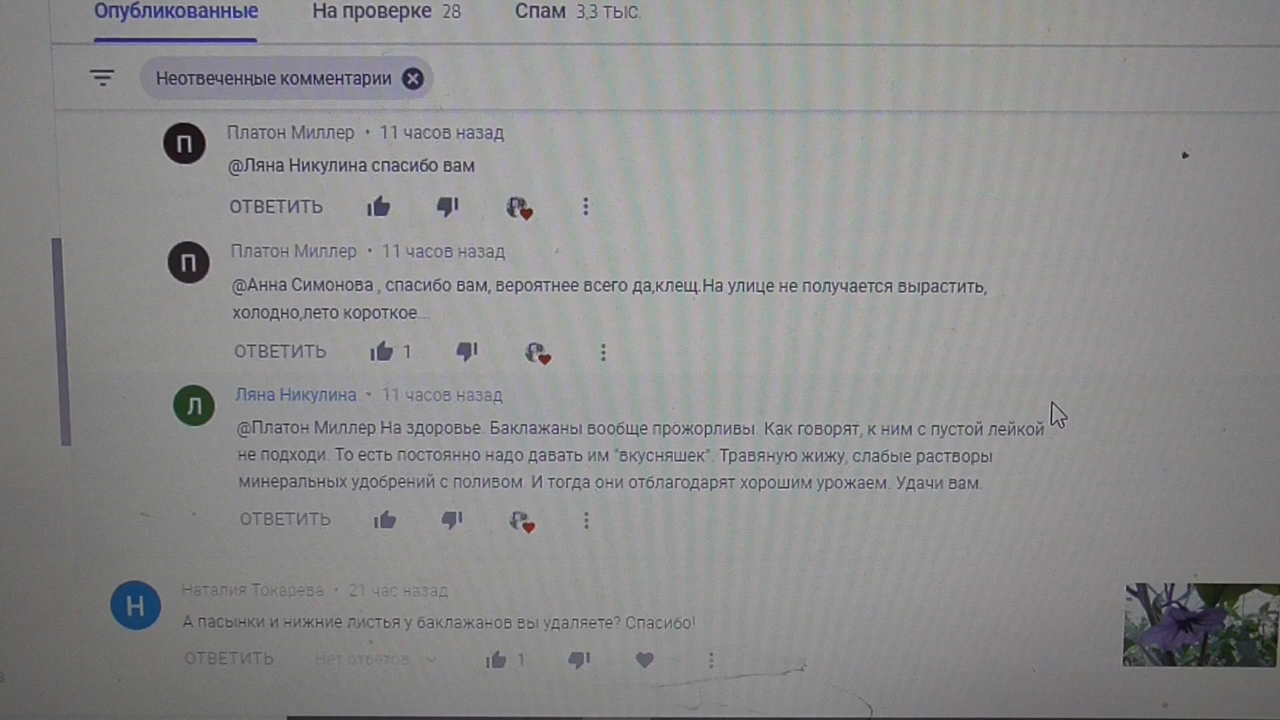 Опубликованные На проверке 28 Спам 3,3 тыс.
Неотвеченные комментарии
П
Платон Миллер • 11 часов назад
@Ляна Никулина спасибо вам
ОТВЕТИТЬ
П
Платон Миллер • 11 часов назад
@Анна Симонова , спасибо вам, вероятнее всего да,клещ.На улице не получается вырастить,
холодно,лето короткое...
ОТВЕТИТЬ 1
Л
Ляна Никулина • 11 часов назад
@Платон Миллер На здоровье. Баклажаны вообще прожорливы. Как говорят, к ним с пустой лейкой
не подходи. То есть постоянно надо давать им "вкусняшек". Травяную жижу, слабые растворы
минеральных удобрений с поливом. И тогда они отблагодарят хорошим урожаем. Удачи вам.
ОТВЕТИТЬ
Н
Наталия Токарева • 21 час назад
А пасынки и нижние листья у баклажанов вы удаляете? Спасибо!
ОТВЕТИТЬ Нет ответов 1